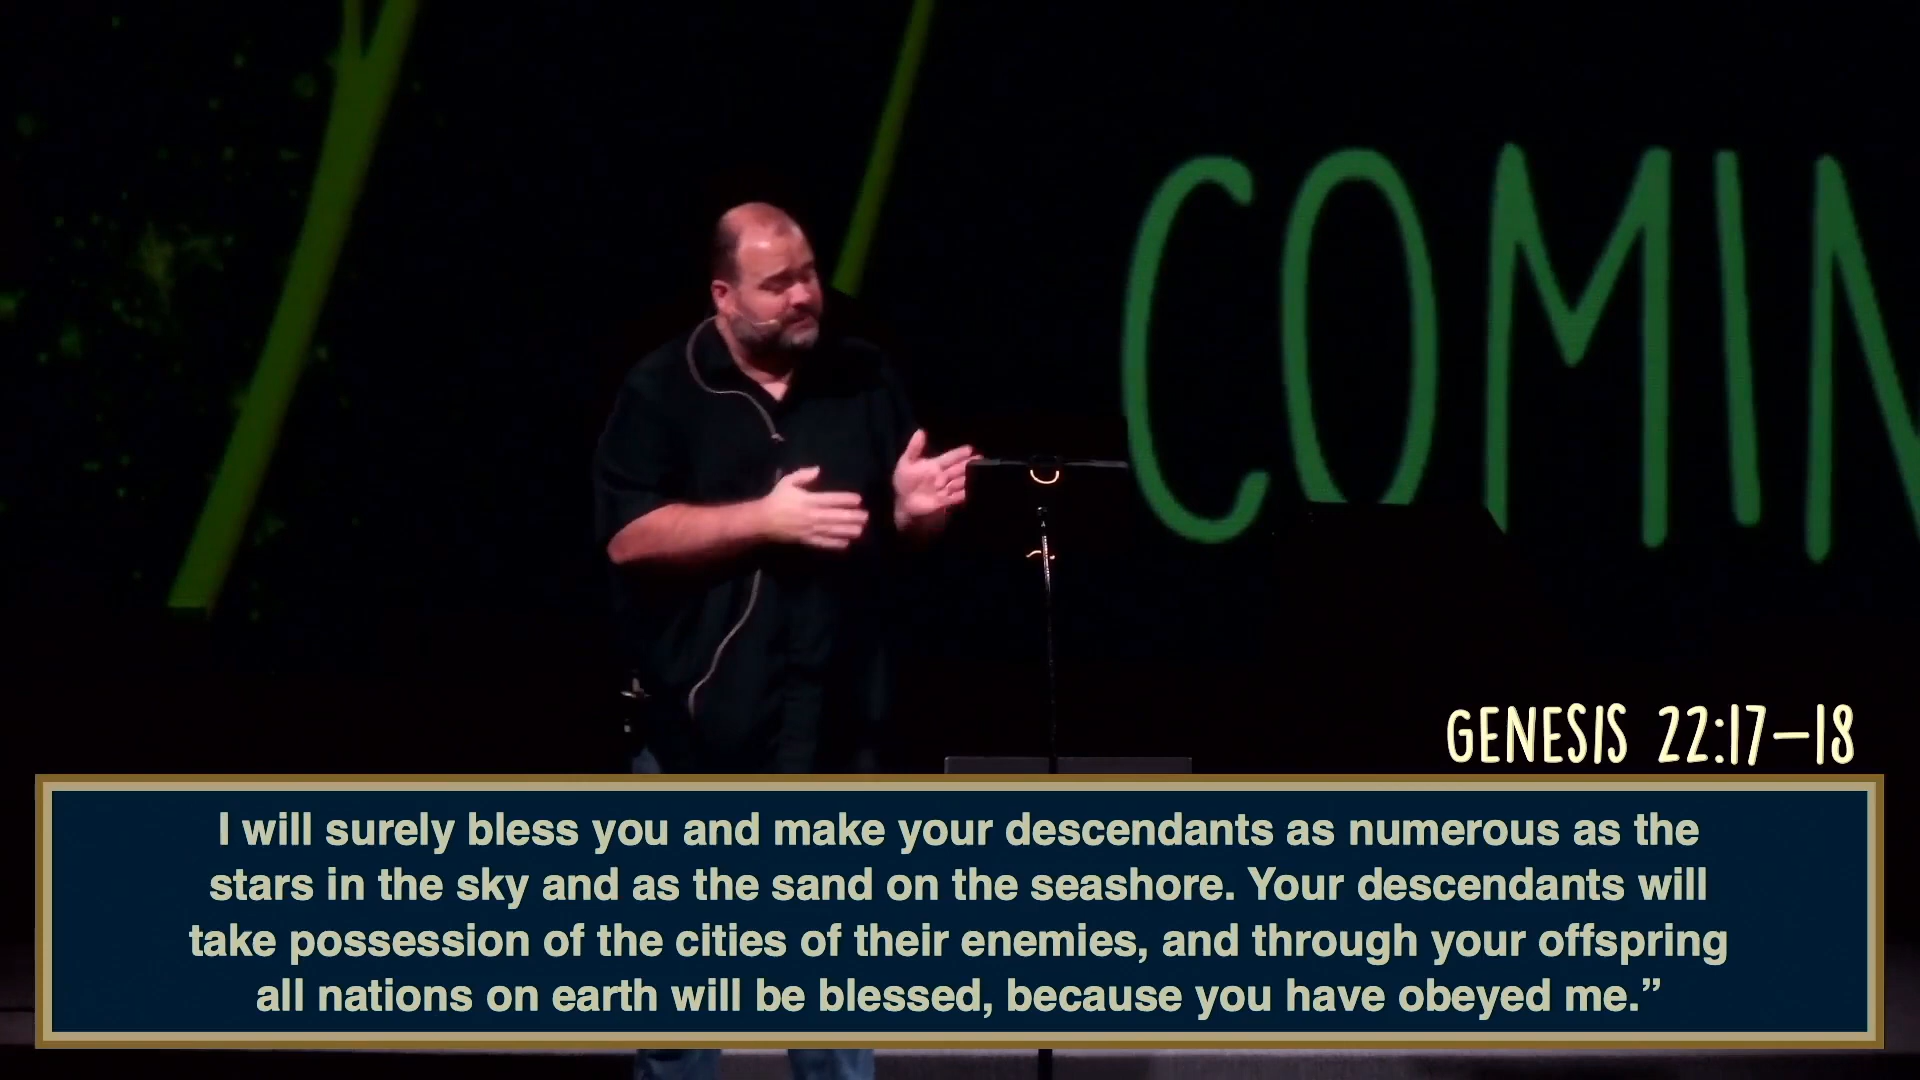 COMIN
GENESIS 22:17–18
I will surely bless you and make your descendants as numerous as the
stars in the sky and as the sand on the seashore. Your descendants will
take possession of the cities of their enemies, and through your offspring
all nations on earth will be blessed, because you have obeyed me.”